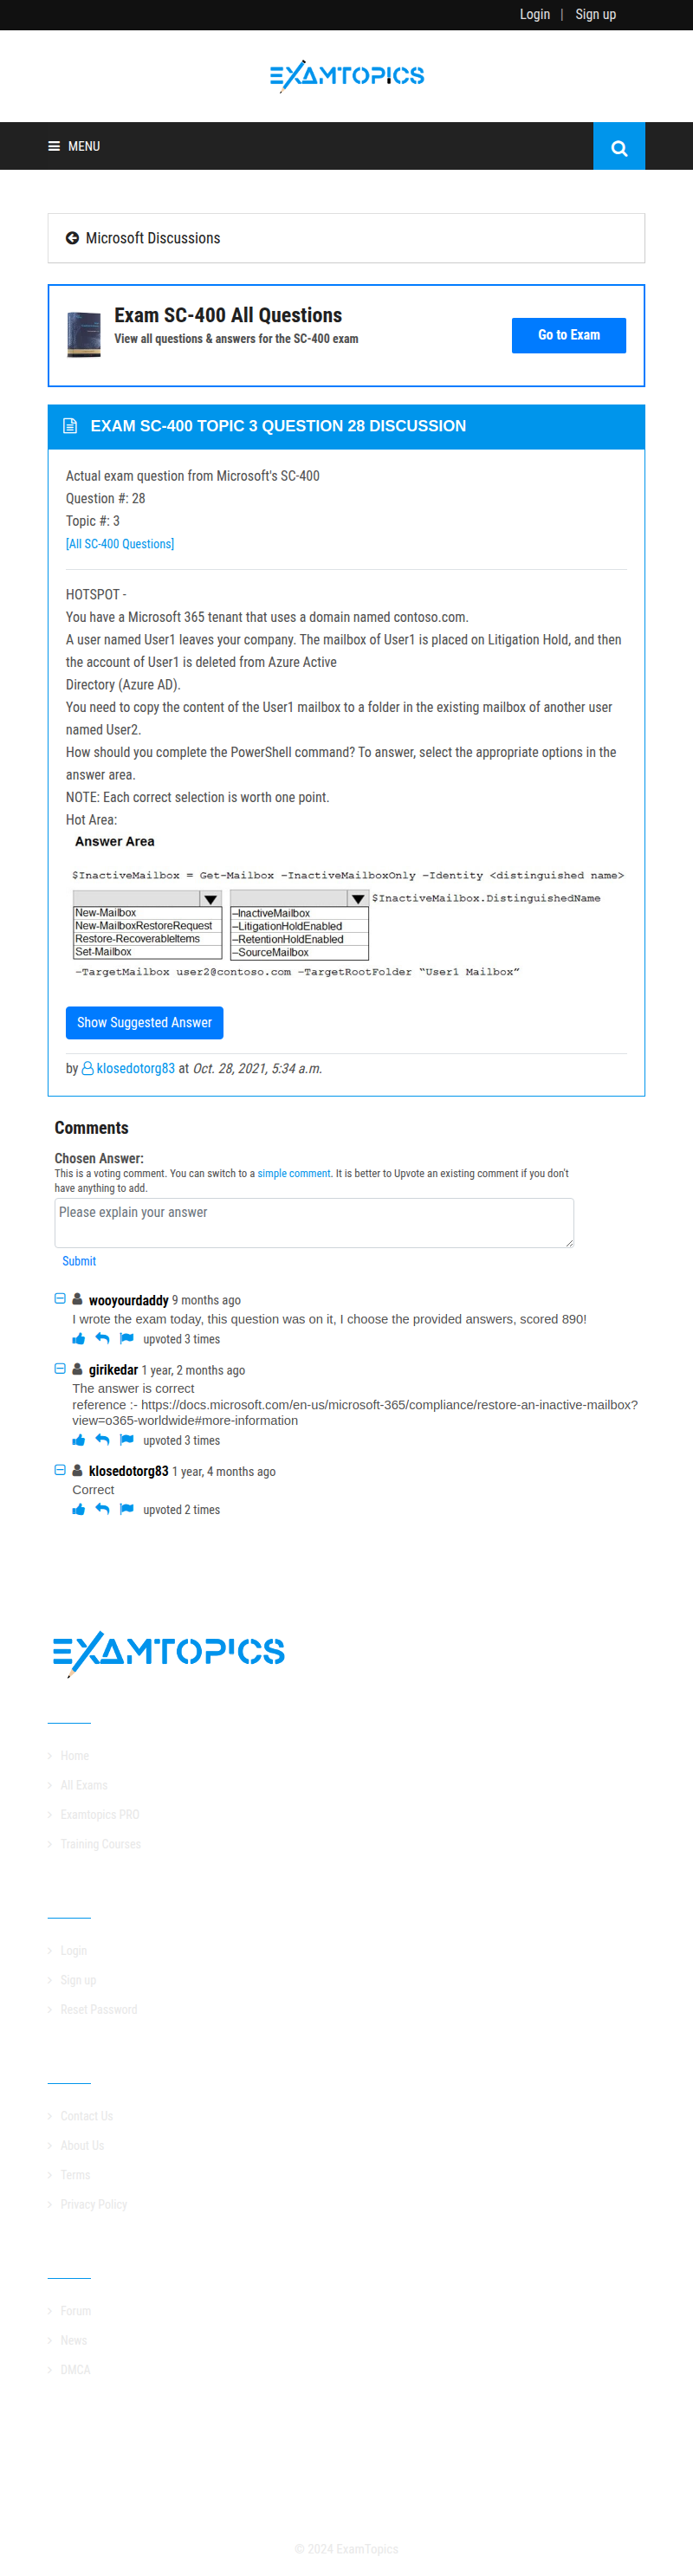 Login | Sign up
EXAMTOPICS
MENU
Microsoft Discussions
Exam SC-400 All Questions
View all questions & answers for the SC-400 exam
Go to Exam
EXAM SC-400 TOPIC 3 QUESTION 28 DISCUSSION
Actual exam question from Microsoft's SC-400
Question #: 28
Topic #: 3
[All SC-400 Questions]
HOTSPOT -
You have a Microsoft 365 tenant that uses a domain named contoso.com.
A user named User1 leaves your company. The mailbox of User1 is placed on Litigation Hold, and then
the account of User1 is deleted from Azure Active
Directory (Azure AD).
You need to copy the content of the User1 mailbox to a folder in the existing mailbox of another user
named User2.
How should you complete the PowerShell command? To answer, select the appropriate options in the
answer area.
NOTE: Each correct selection is worth one point.
Hot Area:
Answer Area
$InactiveMailbox = Get-Mailbox -InactiveMailboxOnly -Identity <distinguished name>
$InactiveMailbox.DistinguishedName
New-Mailbox
New-MailboxRestoreRequest
Restore-RecoverableItems
Set-Mailbox
–InactiveMailbox
–LitigationHoldEnabled
–RetentionHoldEnabled
–SourceMailbox
-TargetMailbox user2@contoso.com -TargetRootFolder “User1 Mailbox”
Show Suggested Answer
by klosedotorg83 at Oct. 28, 2021, 5:34 a.m.
Comments
Chosen Answer:
This is a voting comment. You can switch to a simple comment. It is better to Upvote an existing comment if you don't
have anything to add.
Please explain your answer
Submit
wooyourdaddy 9 months ago
I wrote the exam today, this question was on it, I choose the provided answers, scored 890!
upvoted 3 times
girikedar 1 year, 2 months ago
The answer is correct
reference :- https://docs.microsoft.com/en-us/microsoft-365/compliance/restore-an-inactive-mailbox?
view=o365-worldwide#more-information
upvoted 3 times
klosedotorg83 1 year, 4 months ago
Correct
upvoted 2 times
EXAMTOPICS
Home
All Exams
Examtopics PRO
Training Courses
Login
Sign up
Reset Password
Contact Us
About Us
Terms
Privacy Policy
Forum
News
DMCA
© 2024 ExamTopics